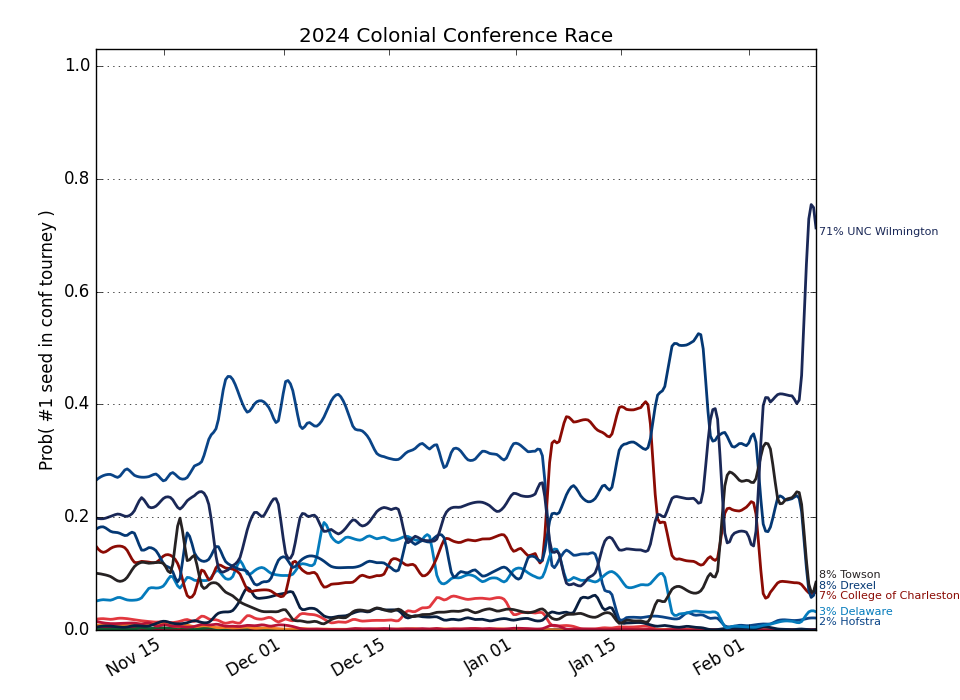 2024 Colonial Conference Race
Prob( #1 seed in conf tourney )
1.0
0.8
0.6
0.4
0.2
0.0
Nov 15
Dec 01
Dec 15
Jan 01
Jan 15
Feb 01
71% UNC Wilmington
8% Towson
8% Drexel
7% College of Charleston
3% Delaware
2% Hofstra